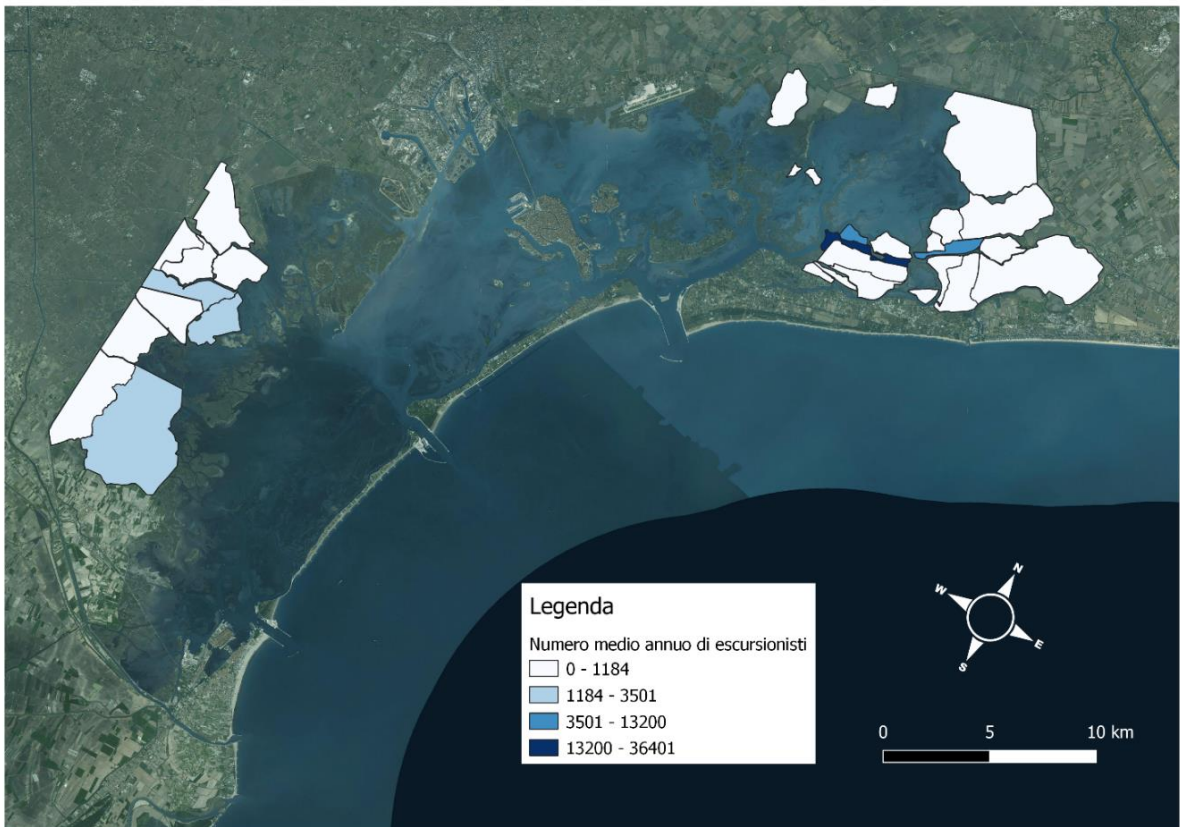 Legenda
Numero medio annuo di escursionisti
0 - 1184
1184 - 3501
3501 - 13200
13200 - 36401
N
W
E
S
0 5 10 km